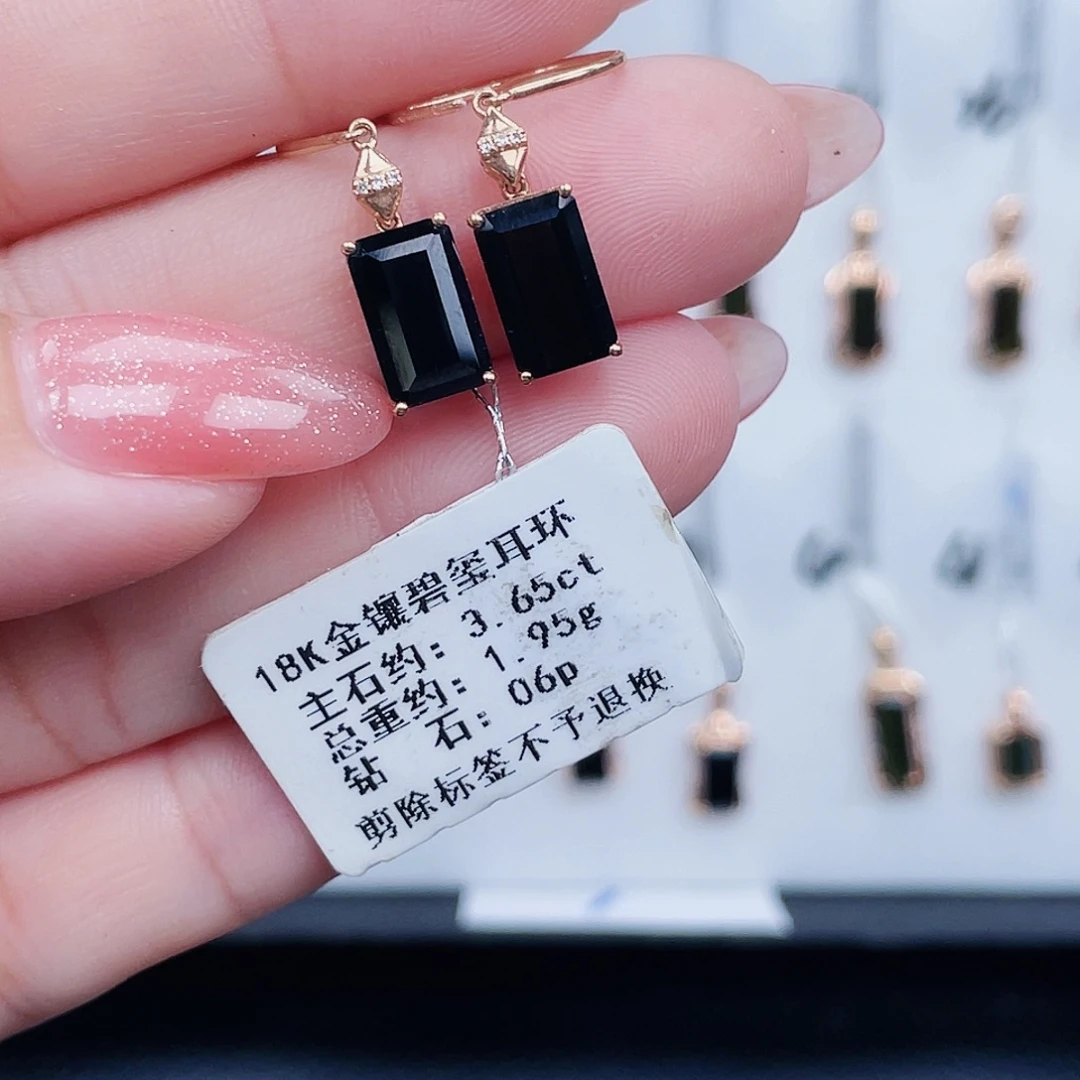 18K金镶碧玺耳环
主石约: 3.65ct
总重约: 1.95g
钻 石: 06p
剪除标签不予退换